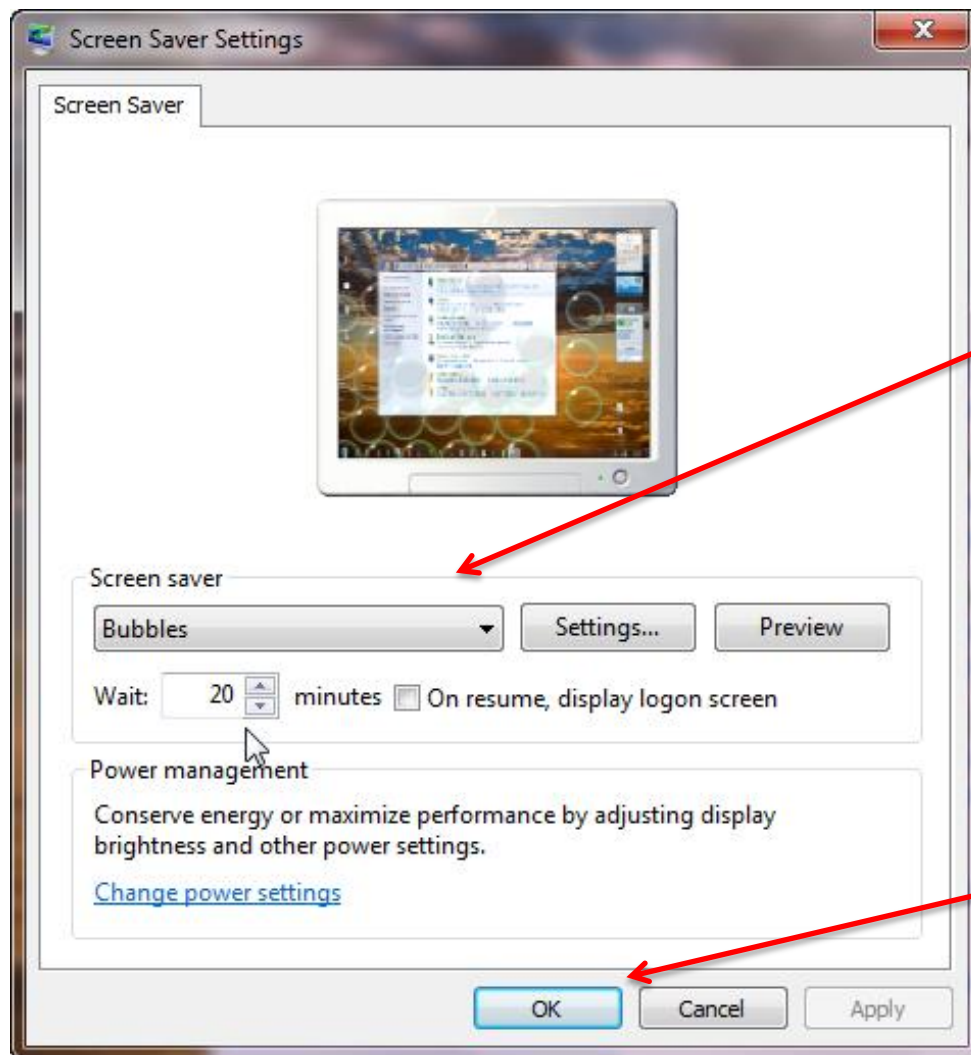 Screen Saver Settings
Screen Saver
Screen saver
Bubbles
Settings...
Preview
Wait: 20 minutes On resume, display logon screen
Power management
Conserve energy or maximize performance by adjusting display
brightness and other power settings.
Change power settings
OK Cancel Apply